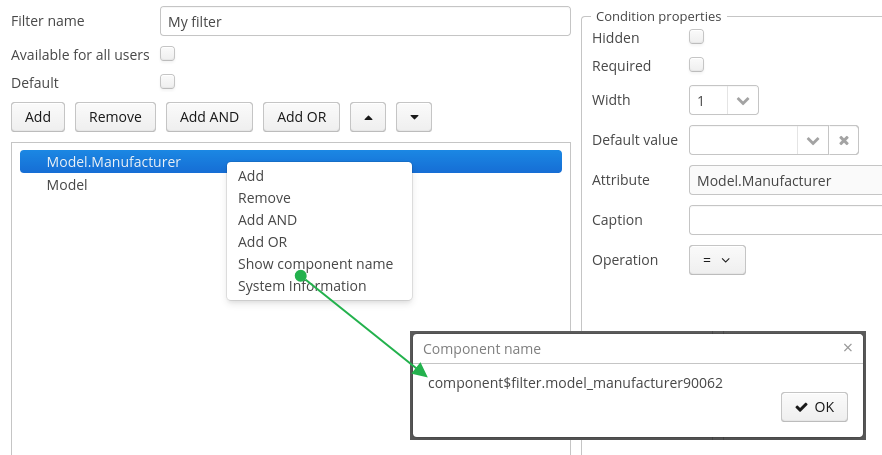 Filter name
My filter
Available for all users
Default
Add
Remove
Add AND
Add OR
Model.Manufacturer
Model
Add
Remove
Add AND
Add OR
Show component name
System Information
Condition properties
Hidden
Required
Width
1
Default value
Attribute
Model.Manufacturer
Caption
Operation
=
Component name
×
component$filter.model_manufacturer90062
OK